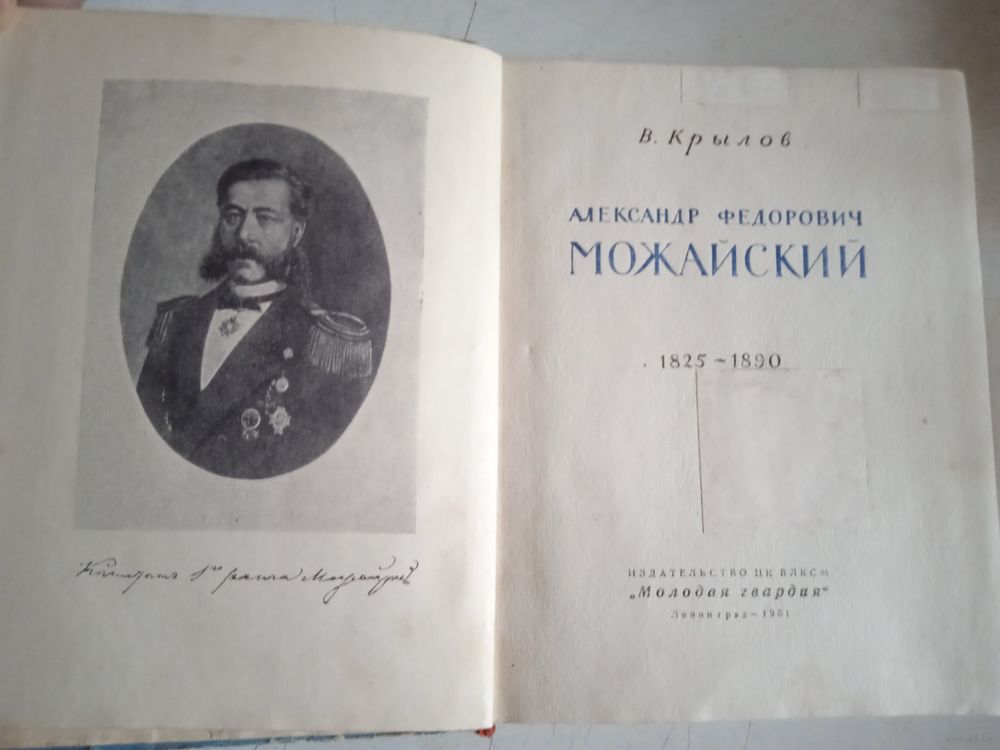 Капитан 1го ранга Можайский
В. Крылов
АЛЕКСАНДР ФЕДОРОВИЧ
МОЖАЙСКИЙ
1825~1890
ИЗДАТЕЛЬСТВО ЦК ВЛКСМ
„Молодая гвардия“
Ленинград~1951